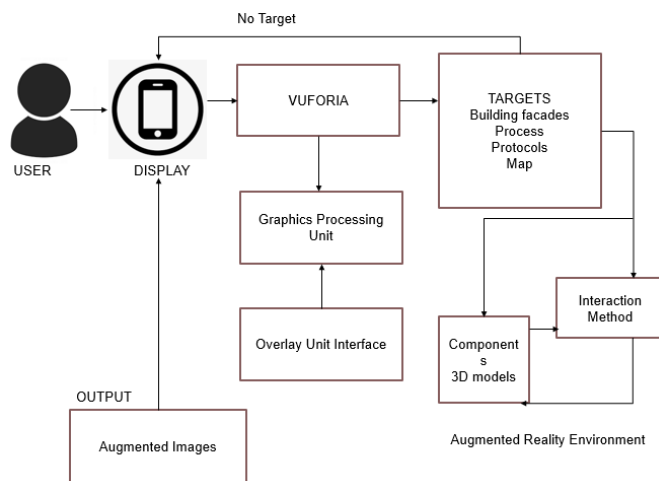 No Target
USER
DISPLAY
VUFORIA
TARGETS
Building facades
Process
Protocols
Map
Graphics Processing
Unit
Overlay Unit Interface
Component
s
3D models
Interaction
Method
Augmented Reality Environment
OUTPUT
Augmented Images